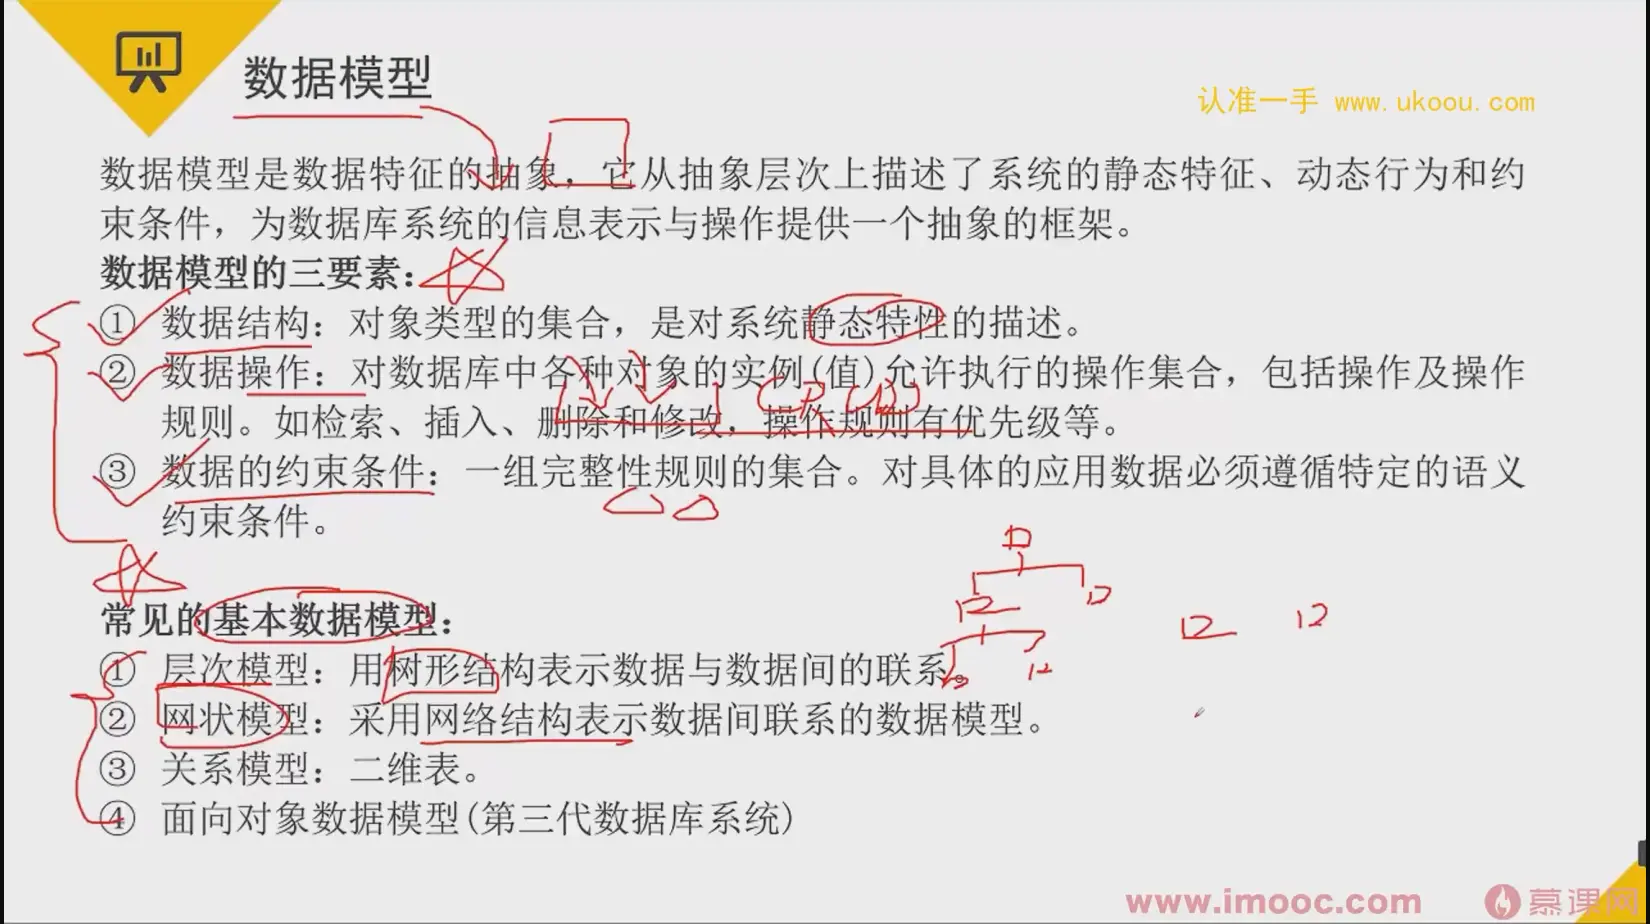 数据模型
认准一手 www.ukoou.com
数据模型是数据特征的抽象，它从抽象层次上描述了系统的静态特征、动态行为和约
束条件，为数据库系统的信息表示与操作提供一个抽象的框架。
数据模型的三要素：
① 数据结构：对象类型的集合，是对系统静态特性的描述。
② 数据操作：对数据库中各种对象的实例(值)允许执行的操作集合，包括操作及操作
规则。如检索、插入、删除和修改，操作规则有优先级等。
③ 数据的约束条件：一组完整性规则的集合。对具体的应用数据必须遵循特定的语义
约束条件。
常见的基本数据模型：
① 层次模型：用树形结构表示数据与数据间的联系。
② 网状模型：采用网络结构表示数据间联系的数据模型。
③ 关系模型：二维表。
④ 面向对象数据模型(第三代数据库系统)
www.imooc.com 慕课网